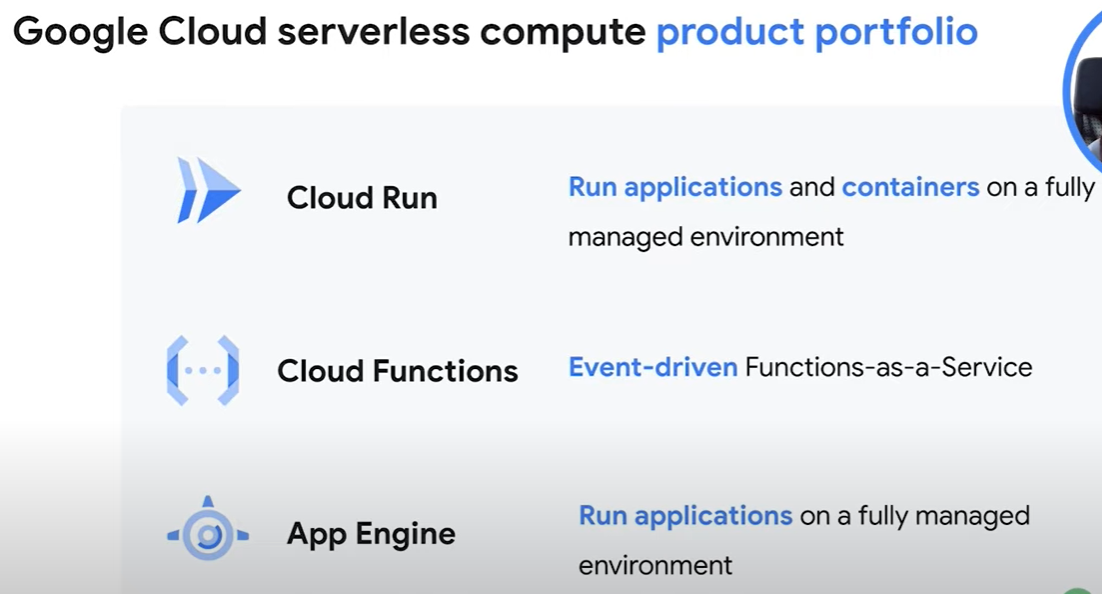 Google Cloud serverless compute product portfolio
Cloud Run
Run applications and containers on a fully
managed environment
Cloud Functions
Event-driven Functions-as-a-Service
App Engine
Run applications on a fully managed
environment